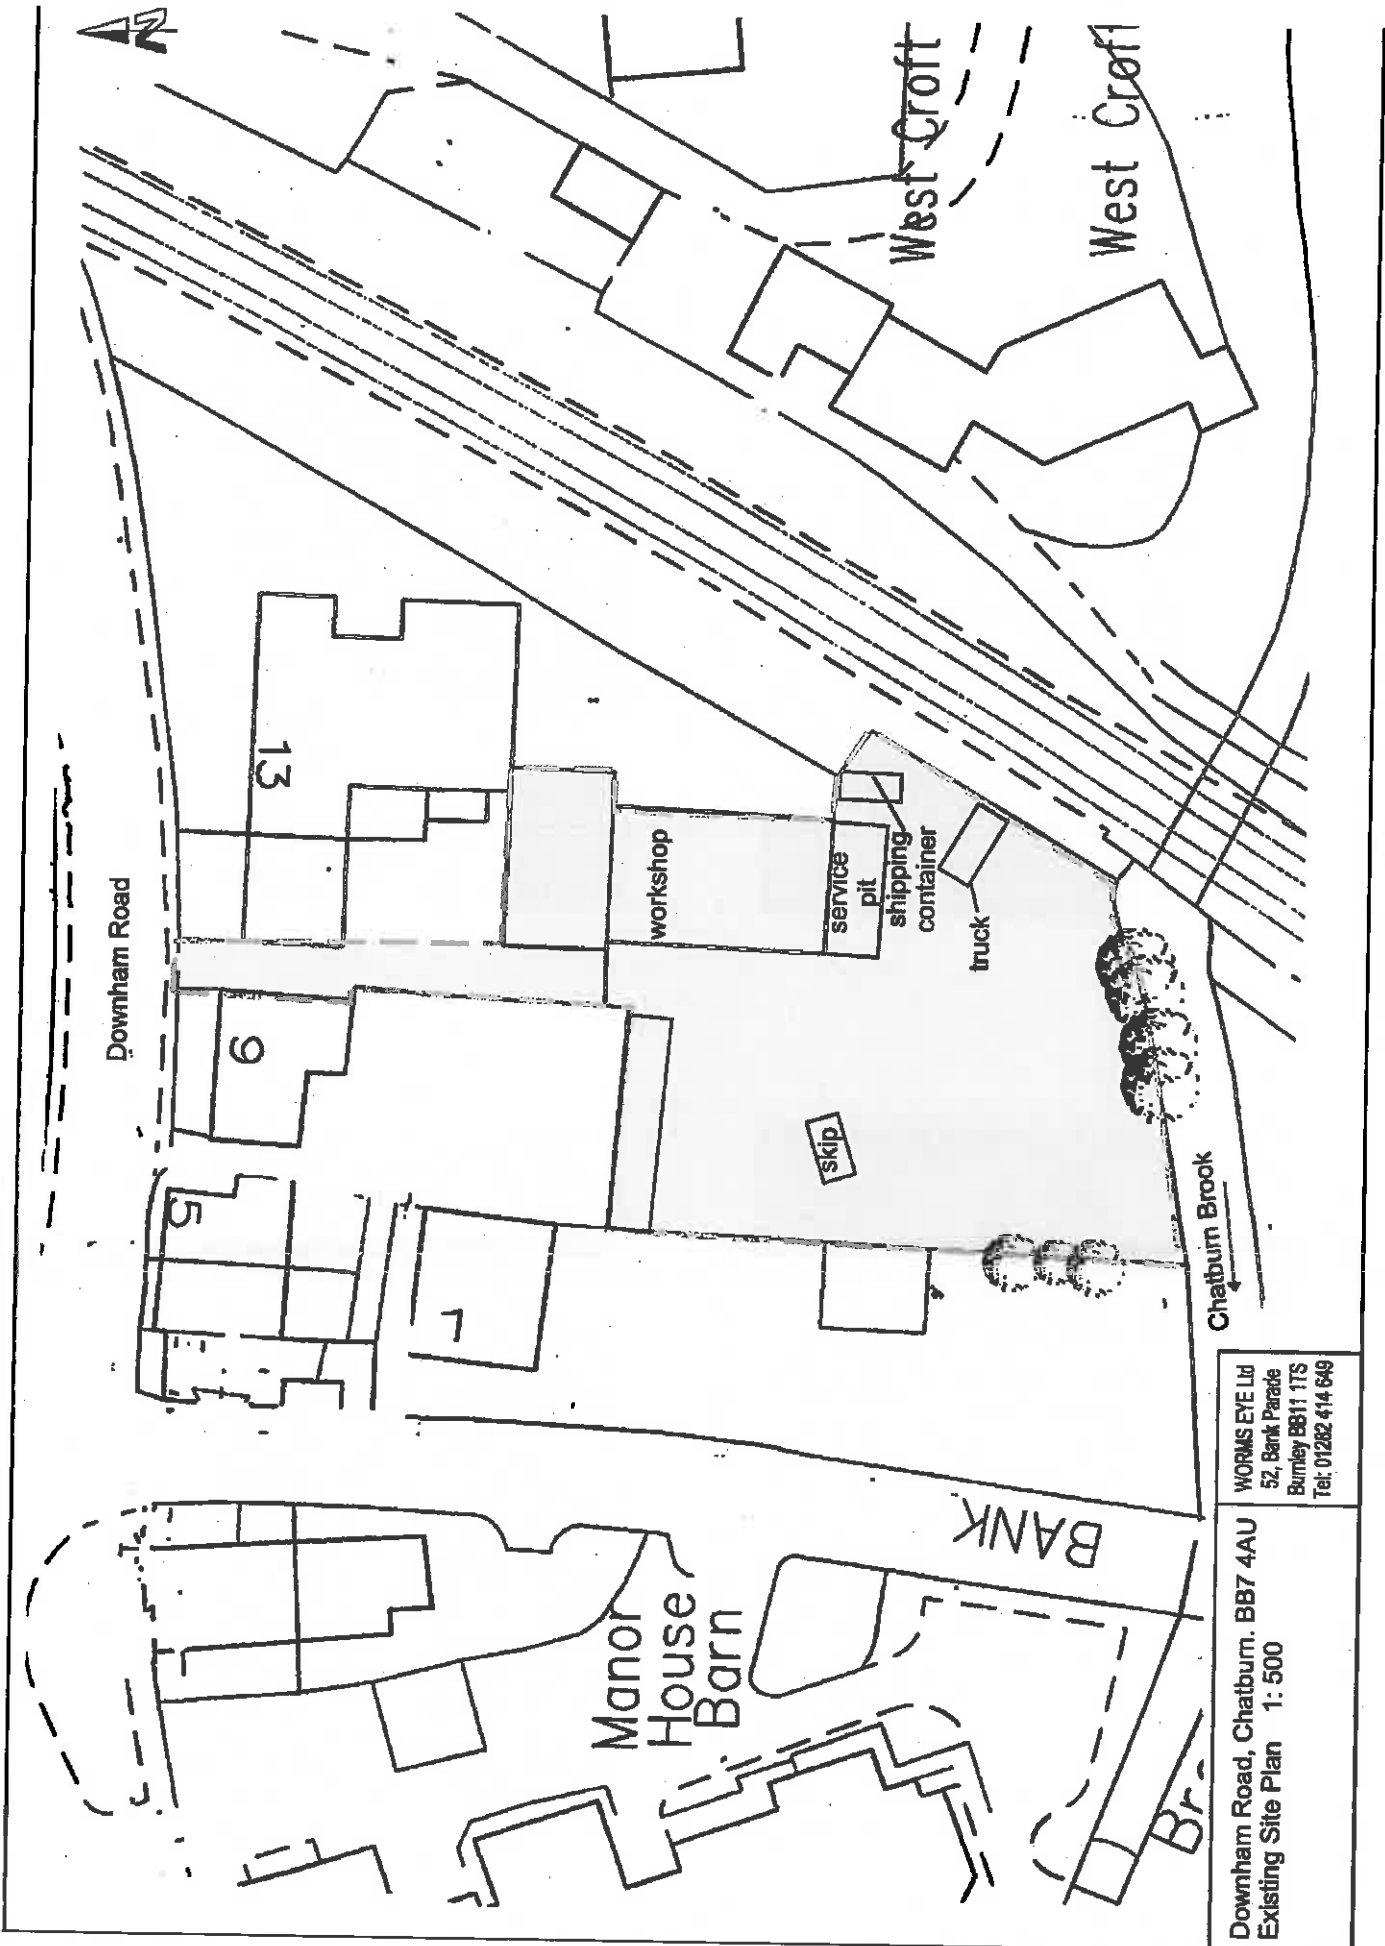 N
West Croft
West Croft
Downham Road
13
workshop
service
pit
shipping
container
truck
9
5
skip
7
Chatburn Brook
Manor
House
Barn
BANK
Downham Road, Chatburn. BB7 4AU
Existing Site Plan 1: 500
WORMS EYE Ltd
52, Bank Parade
Burnley BB11 1TS
Tel: 01282 414 649